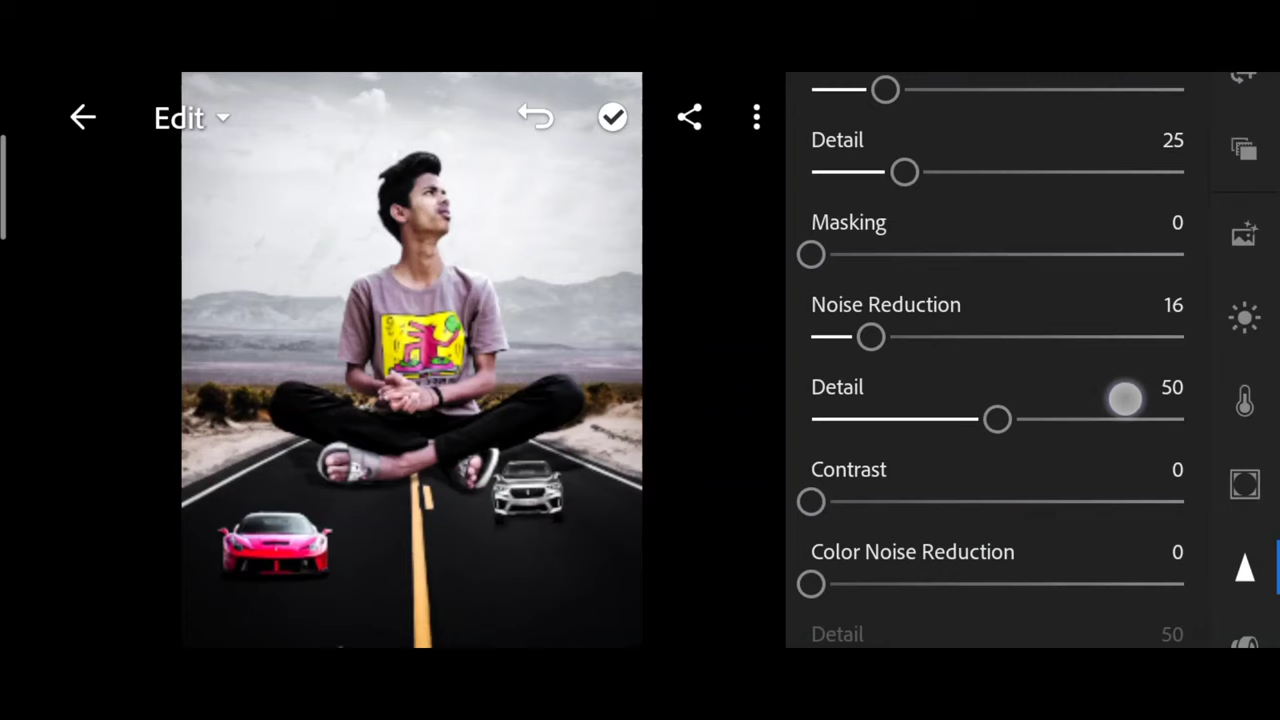 Edit
Detail 25
Masking 0
Noise Reduction 16
Detail 50
Contrast 0
Color Noise Reduction 0
Detail 50